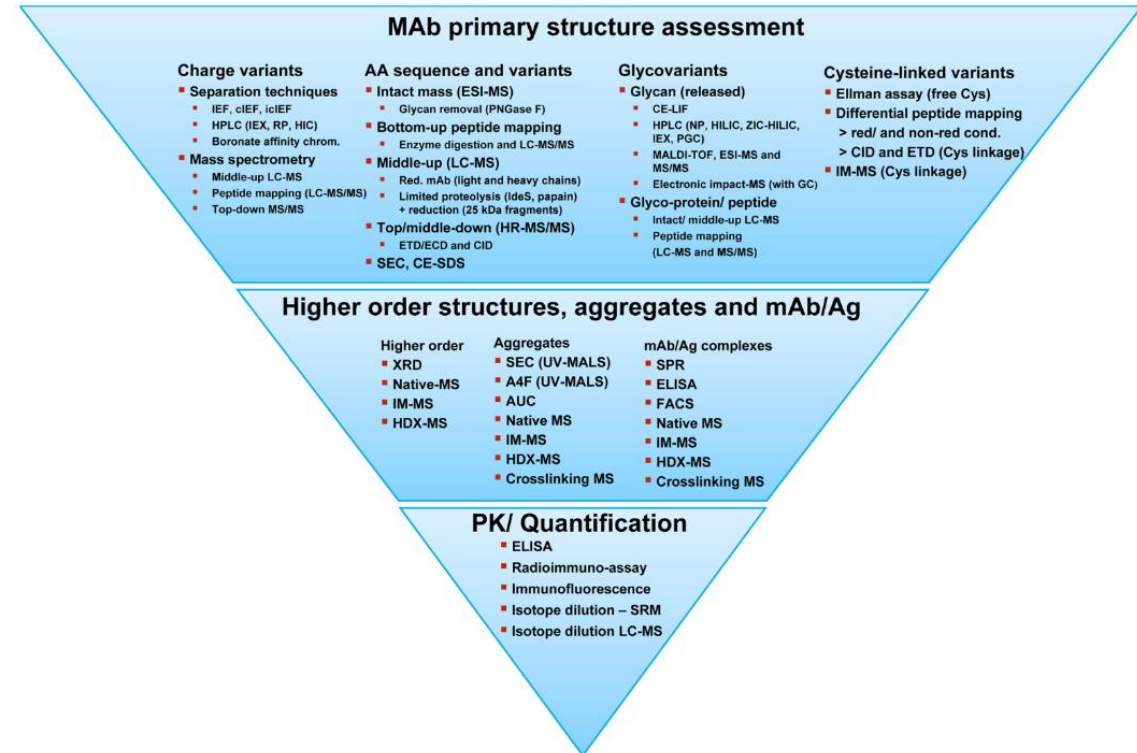 MAb primary structure assessment
Charge variants
Separation techniques
IEF, cIEF, icIEF
HPLC (IEX, RP, HIC)
Boronate affinity chrom.
Mass spectrometry
Middle-up LC-MS
Peptide mapping (LC-MS/MS)
Top-down MS/MS
AA sequence and variants
Intact mass (ESI-MS)
Glycan removal (PNGase F)
Bottom-up peptide mapping
Enzyme digestion and LC-MS/MS
Middle-up (LC-MS)
Red. mAb (light and heavy chains)
Limited proteolysis (IdeS, papain)
+ reduction (25 kDa fragments)
Top/middle-down (HR-MS/MS)
ETD/ECD and CID
SEC, CE-SDS
Glycovariants
Glycan (released)
CE-LIF
HPLC (NP, HILIC, ZIC-HILIC,
IEX, PGC)
MALDI-TOF, ESI-MS and
MS/MS
Electronic impact-MS (with GC)
Glyco-protein/ peptide
Intact/ middle-up LC-MS
Peptide mapping
(LC-MS and MS/MS)
Cysteine-linked variants
Ellman assay (free Cys)
Differential peptide mapping
> red/ and non-red cond.
> CID and ETD (Cys linkage)
IM-MS (Cys linkage)
Higher order structures, aggregates and mAb/Ag
Higher order
XRD
Native-MS
IM-MS
HDX-MS
Aggregates
SEC (UV-MALS)
A4F (UV-MALS)
AUC
Native MS
IM-MS
HDX-MS
Crosslinking MS
mAb/Ag complexes
SPR
ELISA
FACS
Native MS
IM-MS
HDX-MS
Crosslinking MS
PK/ Quantification
ELISA
Radioimmuno-assay
Immunofluorescence
Isotope dilution – SRM
Isotope dilution LC-MS